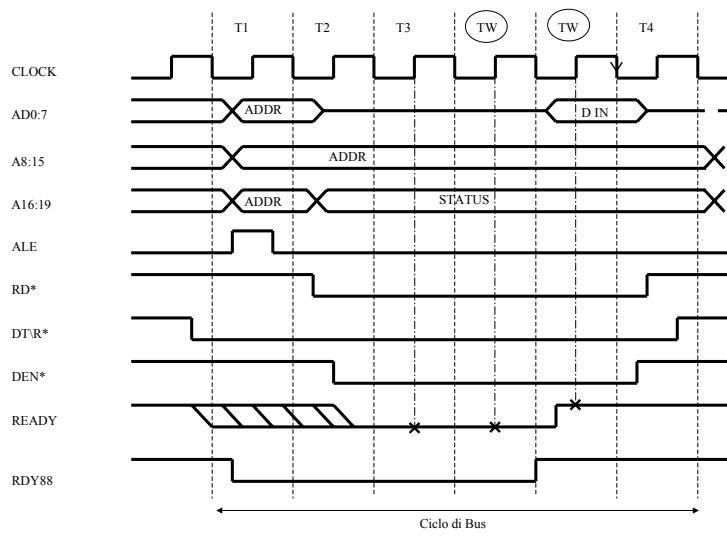 T1 T2 T3 TW TW T4
CLOCK
AD0:7 ADDR D IN
A8:15 ADDR
A16:19 ADDR STATUS
ALE
RD*
DT\R*
DEN*
READY
RDY88
Ciclo di Bus